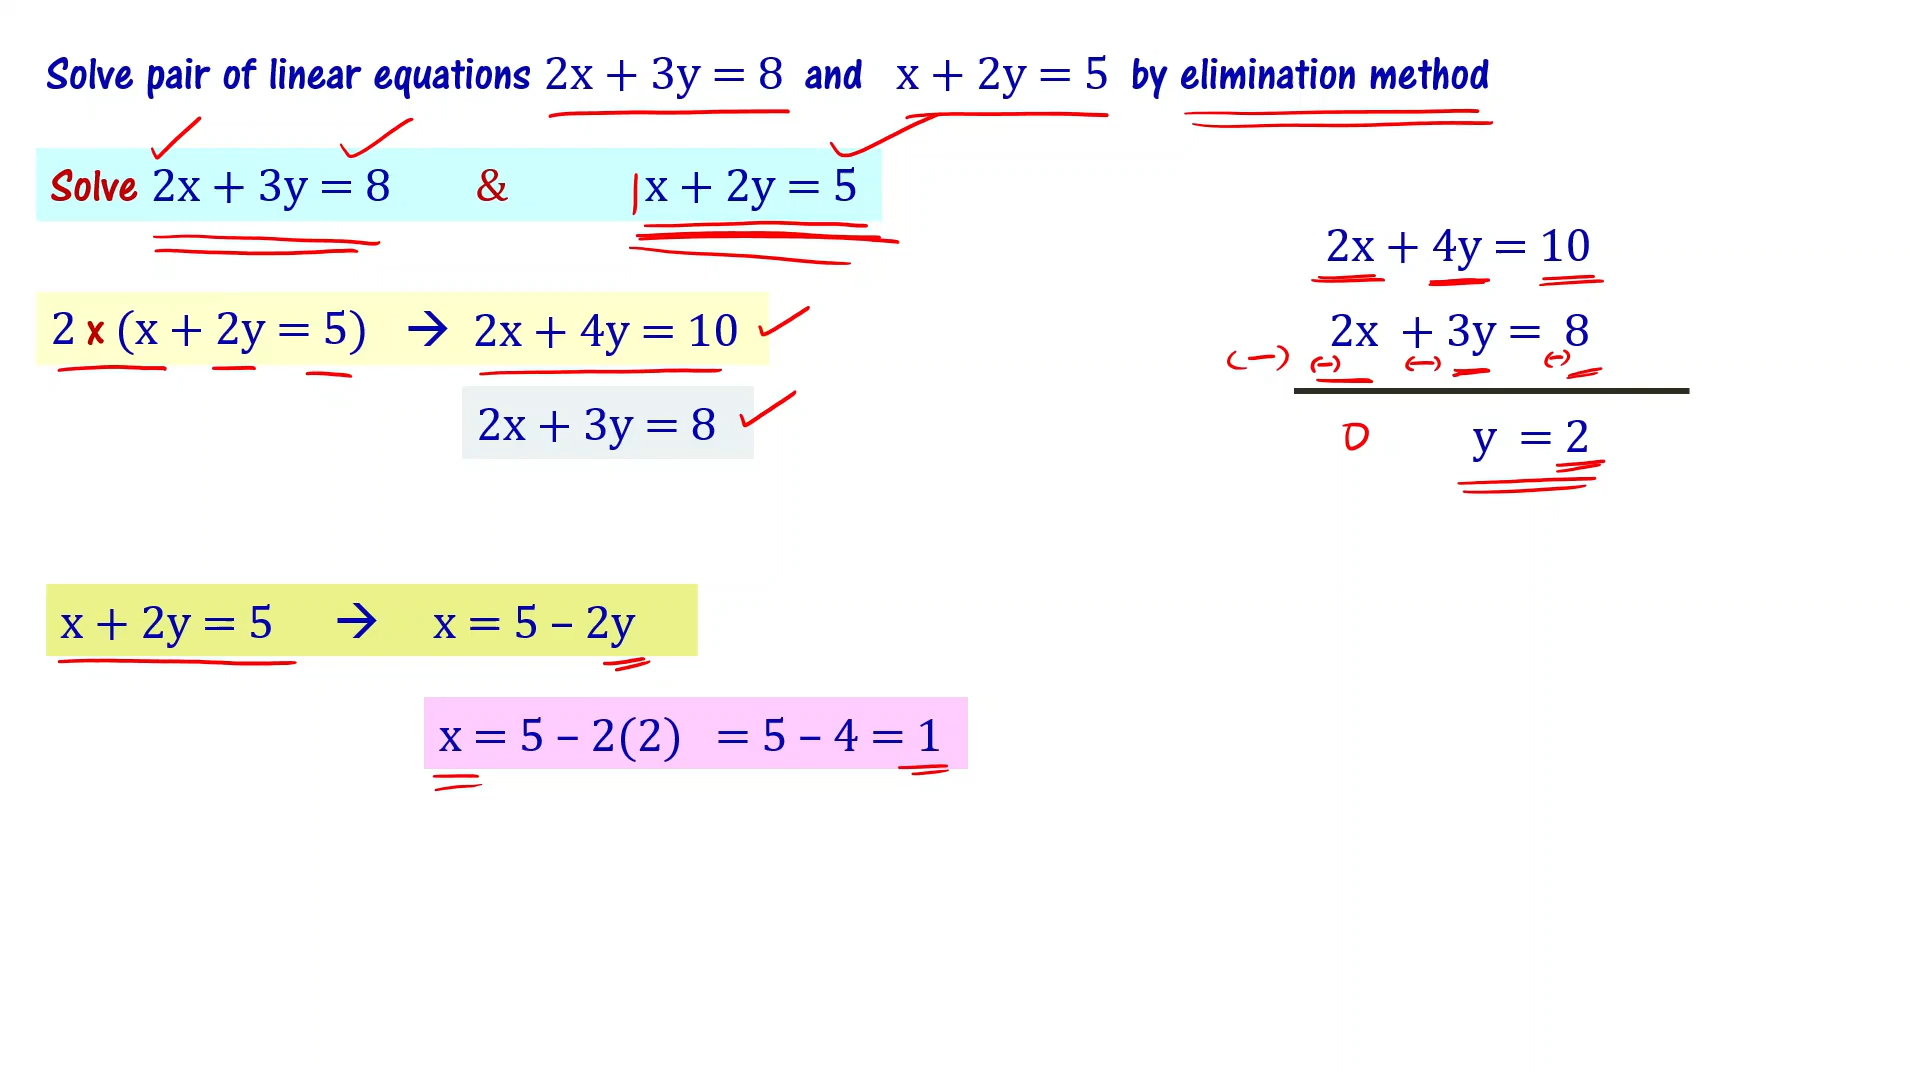 Solve pair of linear equations 2x + 3y = 8 and x + 2y = 5 by elimination method
Solve 2x + 3y = 8 & 1x + 2y = 5
2 x (x + 2y = 5) → 2x + 4y = 10
2x + 3y = 8
x + 2y = 5 → x = 5 – 2y
x = 5 – 2(2) = 5 – 4 = 1
2x + 4y = 10
2x + 3y = 8
(–) (–) (–) (–)
0 y = 2